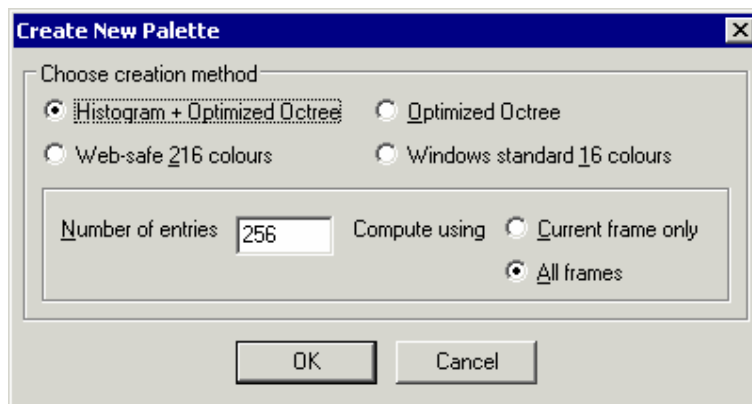 Create New Palette
Choose creation method
Histogram + Optimized Octree Optimized Octree
Web-safe 216 colours Windows standard 16 colours
Number of entries 256 Compute using Current frame only
All frames
OK Cancel